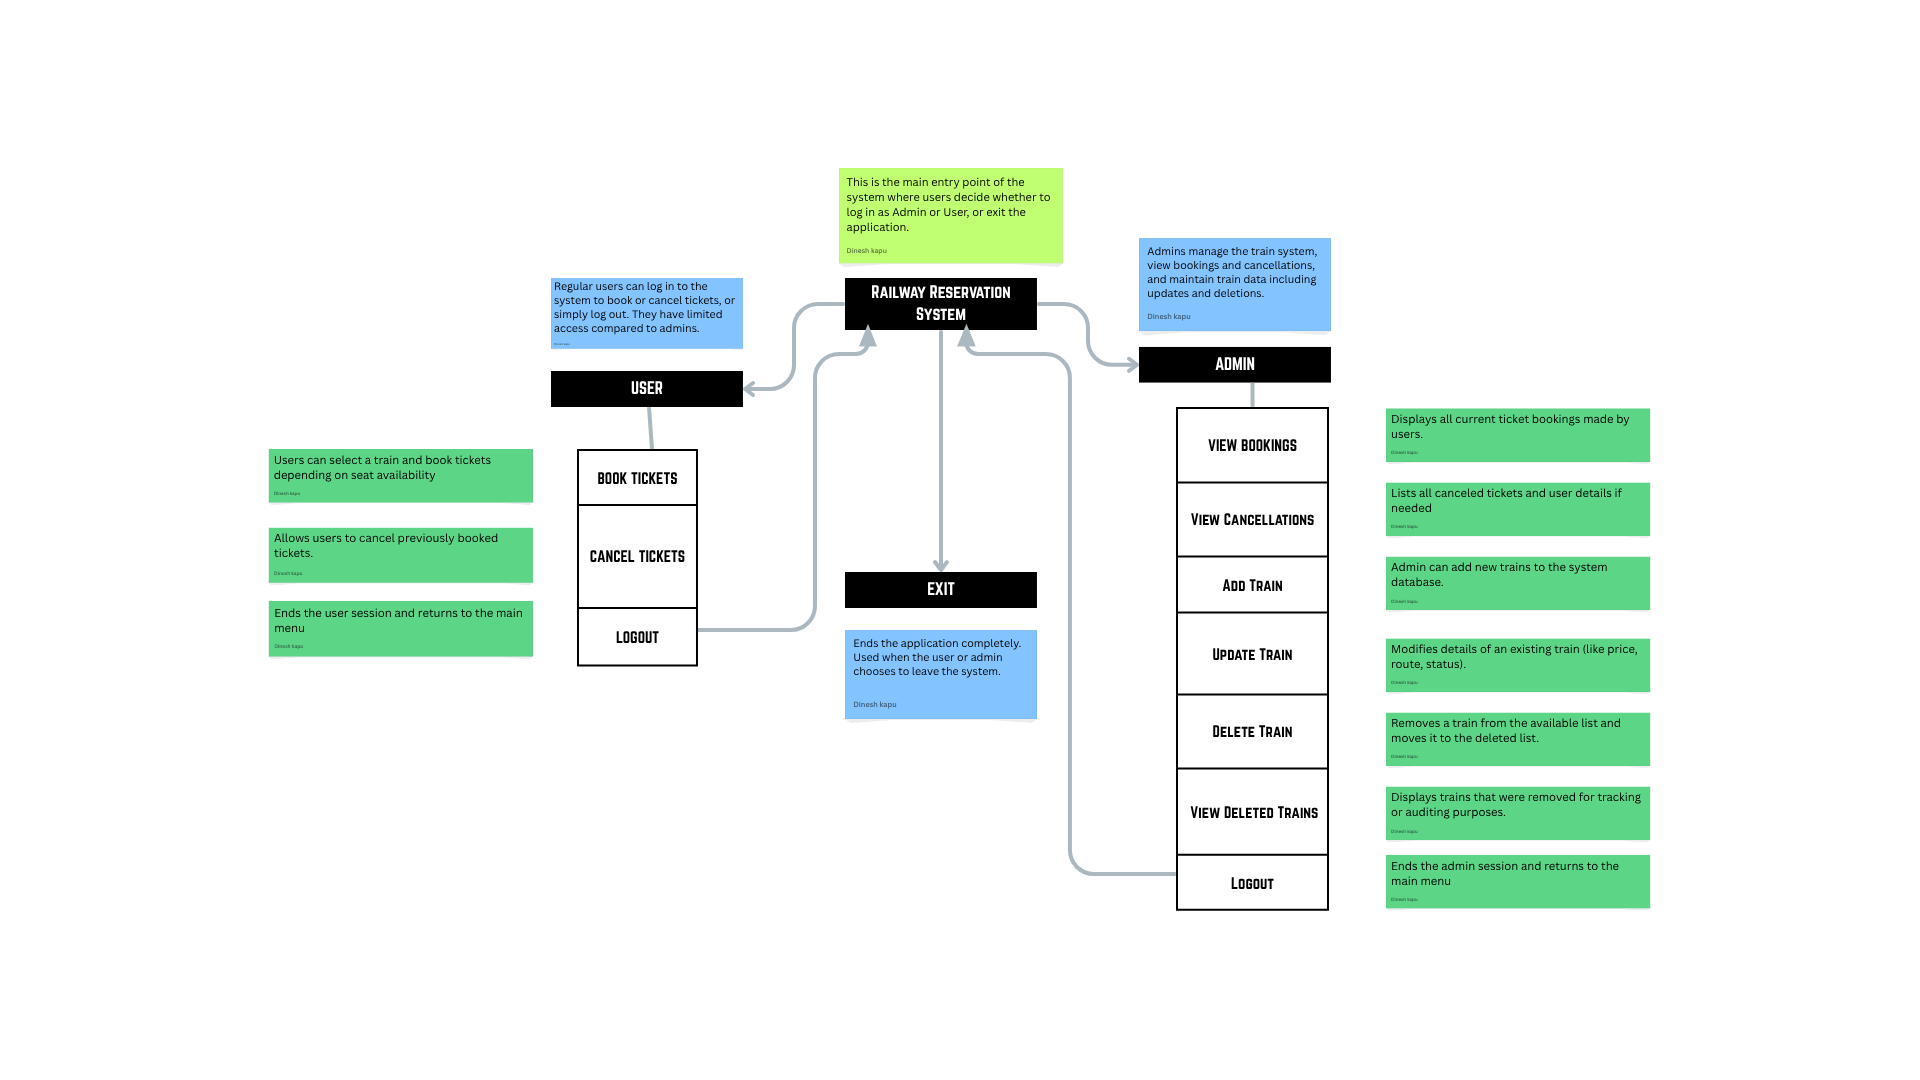 This is the main entry point of the
system where users decide whether to
log in as Admin or User, or exit the
application.
Dinesh kapu
RAILWAY RESERVATION
SYSTEM
Regular users can log in to the
system to book or cancel tickets, or
simply log out. They have limited
access compared to admins.
Dinesh kapu
USER
Users can select a train and book tickets
depending on seat availability
Dinesh kapu
Allows users to cancel previously booked
tickets.
Dinesh kapu
Ends the user session and returns to the main
menu
Dinesh kapu
BOOK TICKETS
CANCEL TICKETS
LOGOUT
EXIT
Ends the application completely.
Used when the user or admin
chooses to leave the system.
Dinesh kapu
Admins manage the train system,
view bookings and cancellations,
and maintain train data including
updates and deletions.
Dinesh kapu
ADMIN
VIEW BOOKINGS
VIEW CANCELLATIONS
ADD TRAIN
UPDATE TRAIN
DELETE TRAIN
VIEW DELETED TRAINS
LOGOUT
Displays all current ticket bookings made by
users.
Dinesh kapu
Lists all canceled tickets and user details if
needed
Dinesh kapu
Admin can add new trains to the system
database.
Dinesh kapu
Modifies details of an existing train (like price,
route, status).
Dinesh kapu
Removes a train from the available list and
moves it to the deleted list.
Dinesh kapu
Displays trains that were removed for tracking
or auditing purposes.
Dinesh kapu
Ends the admin session and returns to the
main menu
Dinesh kapu